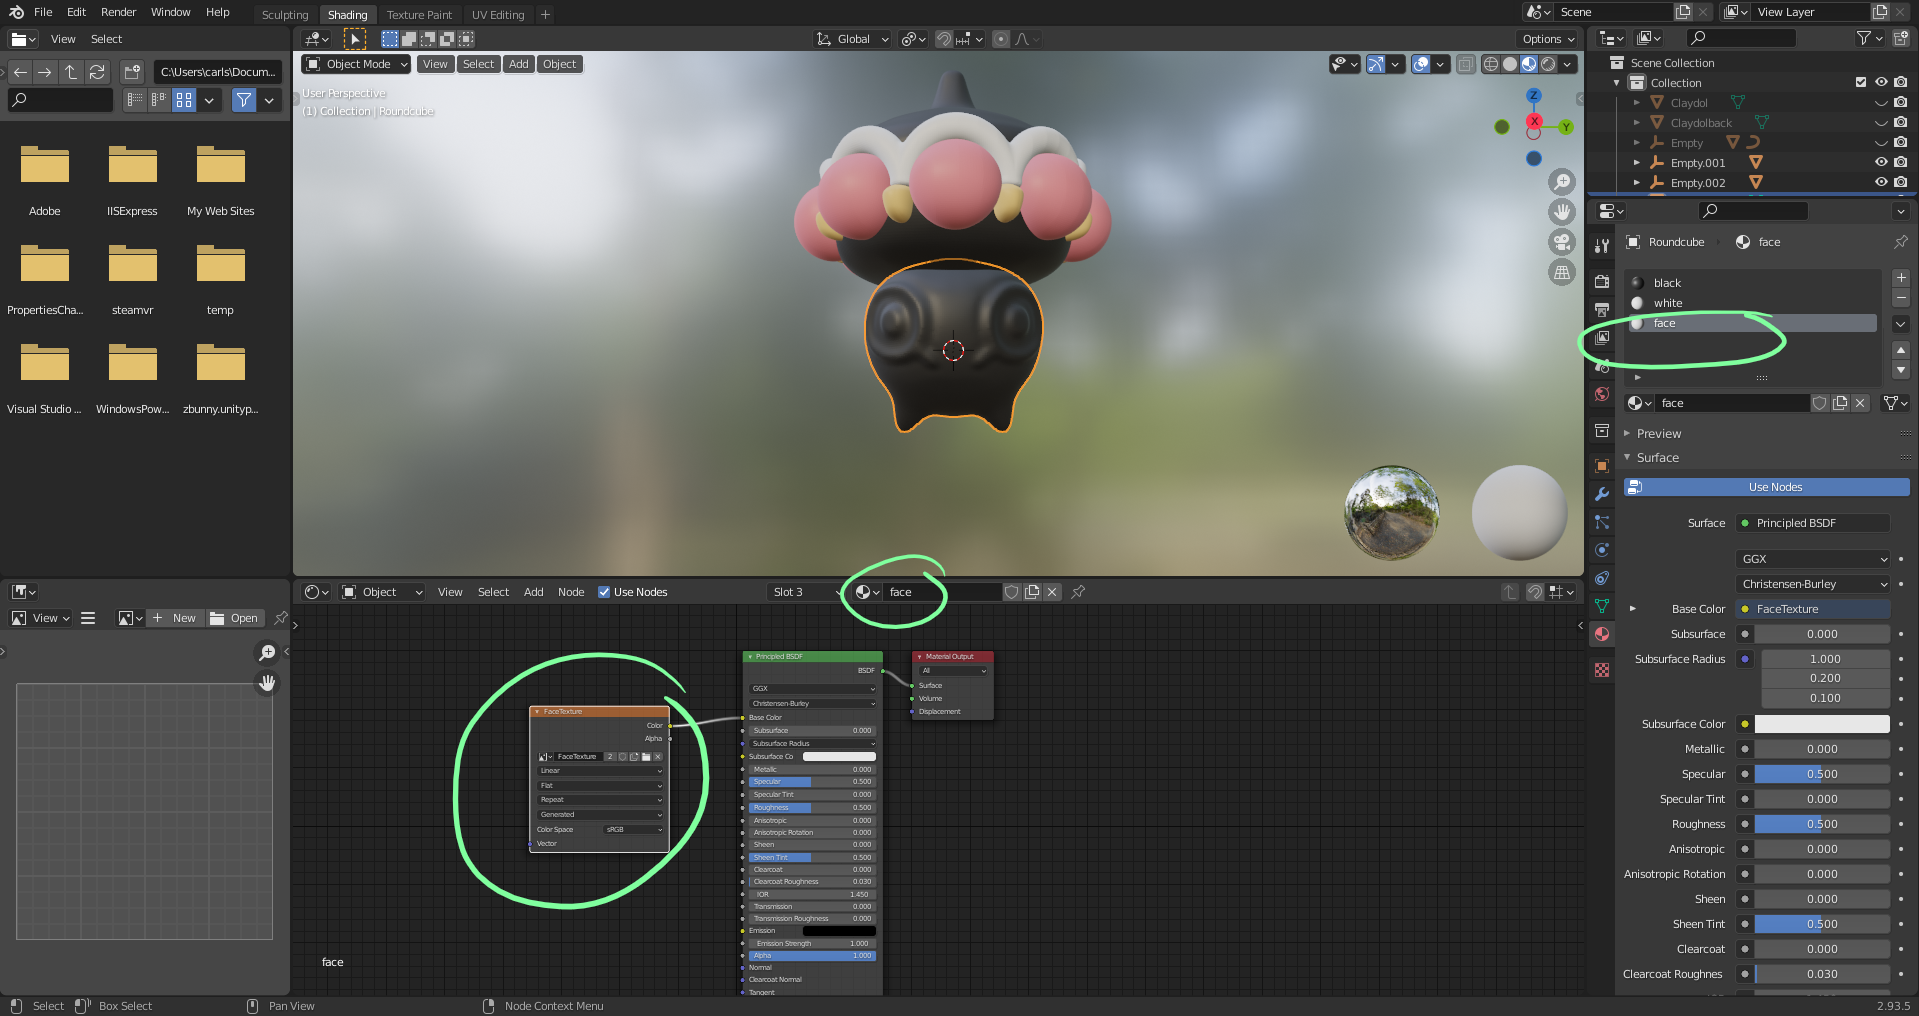 File Edit Render Window Help Sculpting Shading Texture Paint UV Editing + Scene View Layer
View Select
Global Options
C:\Users\carls\Docum...
Object Mode View Select Add Object
User Perspective
(1) Collection | Roundcube
Z
X
Y
Adobe IISExpress My Web Sites
PropertiesCha... steamvr temp
Visual Studio ... WindowsPow... zbunny.unityp...
Scene Collection
Collection
Claydol
Claydolback
Empty
Empty.001
Empty.002
Roundcube face
black
white
face
face
Preview
Surface
Use Nodes
Surface Principled BSDF
GGX
Christensen-Burley
Base Color FaceTexture
Subsurface 0.000
Subsurface Radius 1.000
0.200
0.100
Subsurface Color
Metallic 0.000
Specular 0.500
Specular Tint 0.000
Roughness 0.500
Anisotropic 0.000
Anisotropic Rotation 0.000
Sheen 0.000
Sheen Tint 0.500
Clearcoat 0.000
Clearcoat Roughnes 0.030
View New Open
Object View Select Add Node Use Nodes Slot 3 face
FaceTexture
Color
Alpha
FaceTexture 2
Linear
Flat
Repeat
Generated
Color Space sRGB
Vector
Principled BSDF
BSDF
GGX
Christensen-Burley
Base Color
Subsurface 0.000
Subsurface Radius
Subsurface Co
Metallic 0.000
Specular 0.500
Specular Tint 0.000
Roughness 0.500
Anisotropic 0.000
Anisotropic Rotation 0.000
Sheen 0.000
Sheen Tint 0.500
Clearcoat 0.000
Clearcoat Roughness 0.030
IOR 1.450
Transmission 0.000
Transmission Roughness 0.000
Emission
Emission Strength 1.000
Alpha 1.000
Normal
Clearcoat Normal
Tangent
Material Output
All
Surface
Volume
Displacement
face
Select Box Select Pan View Node Context Menu 2.93.5